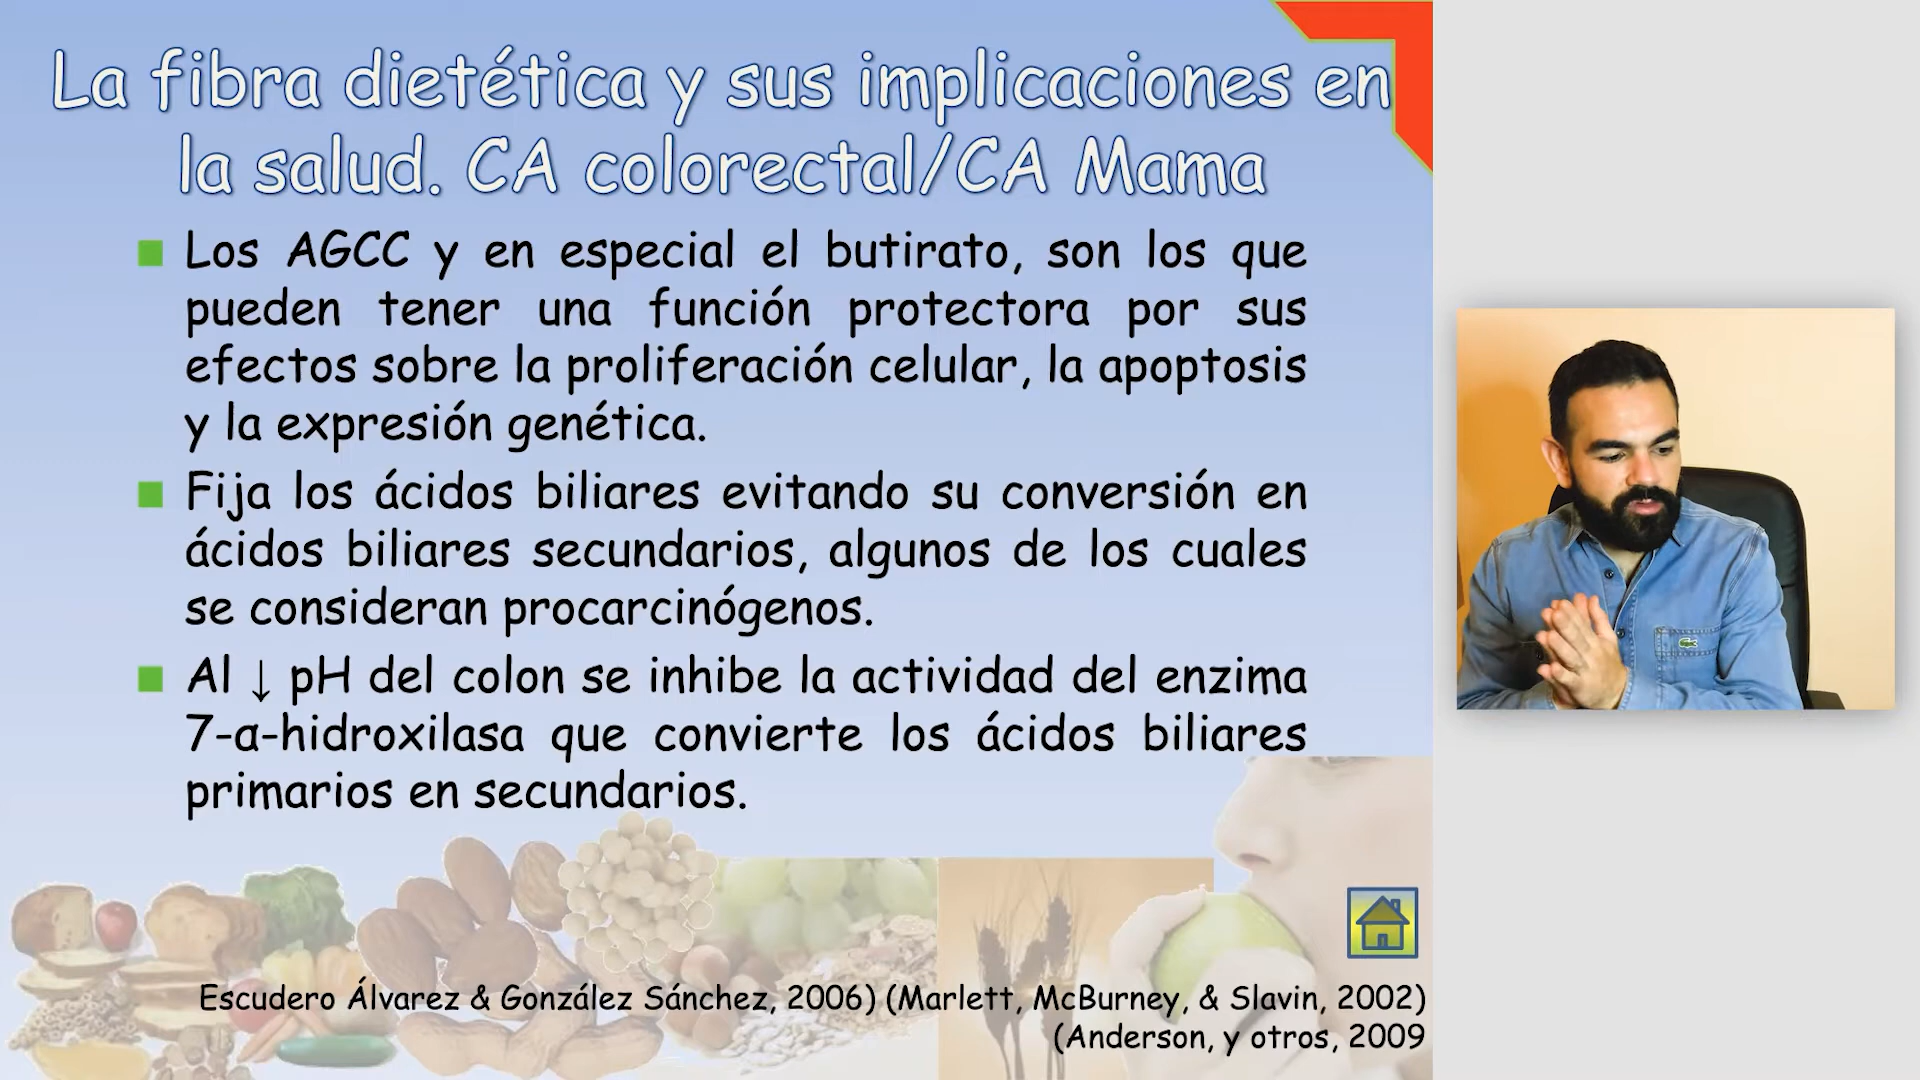 La fibra dietética y sus implicaciones en
la salud. CA colorectal/CA Mama
Los AGCC y en especial el butirato, son los que
pueden tener una función protectora por sus
efectos sobre la proliferación celular, la apoptosis
y la expresión genética.
Fija los ácidos biliares evitando su conversión en
ácidos biliares secundarios, algunos de los cuales
se consideran procarcinógenos.
Al ↓ pH del colon se inhibe la actividad del enzima
7-α-hidroxilasa que convierte los ácidos biliares
primarios en secundarios.
Escudero Álvarez & González Sánchez, 2006) (Marlett, McBurney, & Slavin, 2002)
(Anderson, y otros, 2009